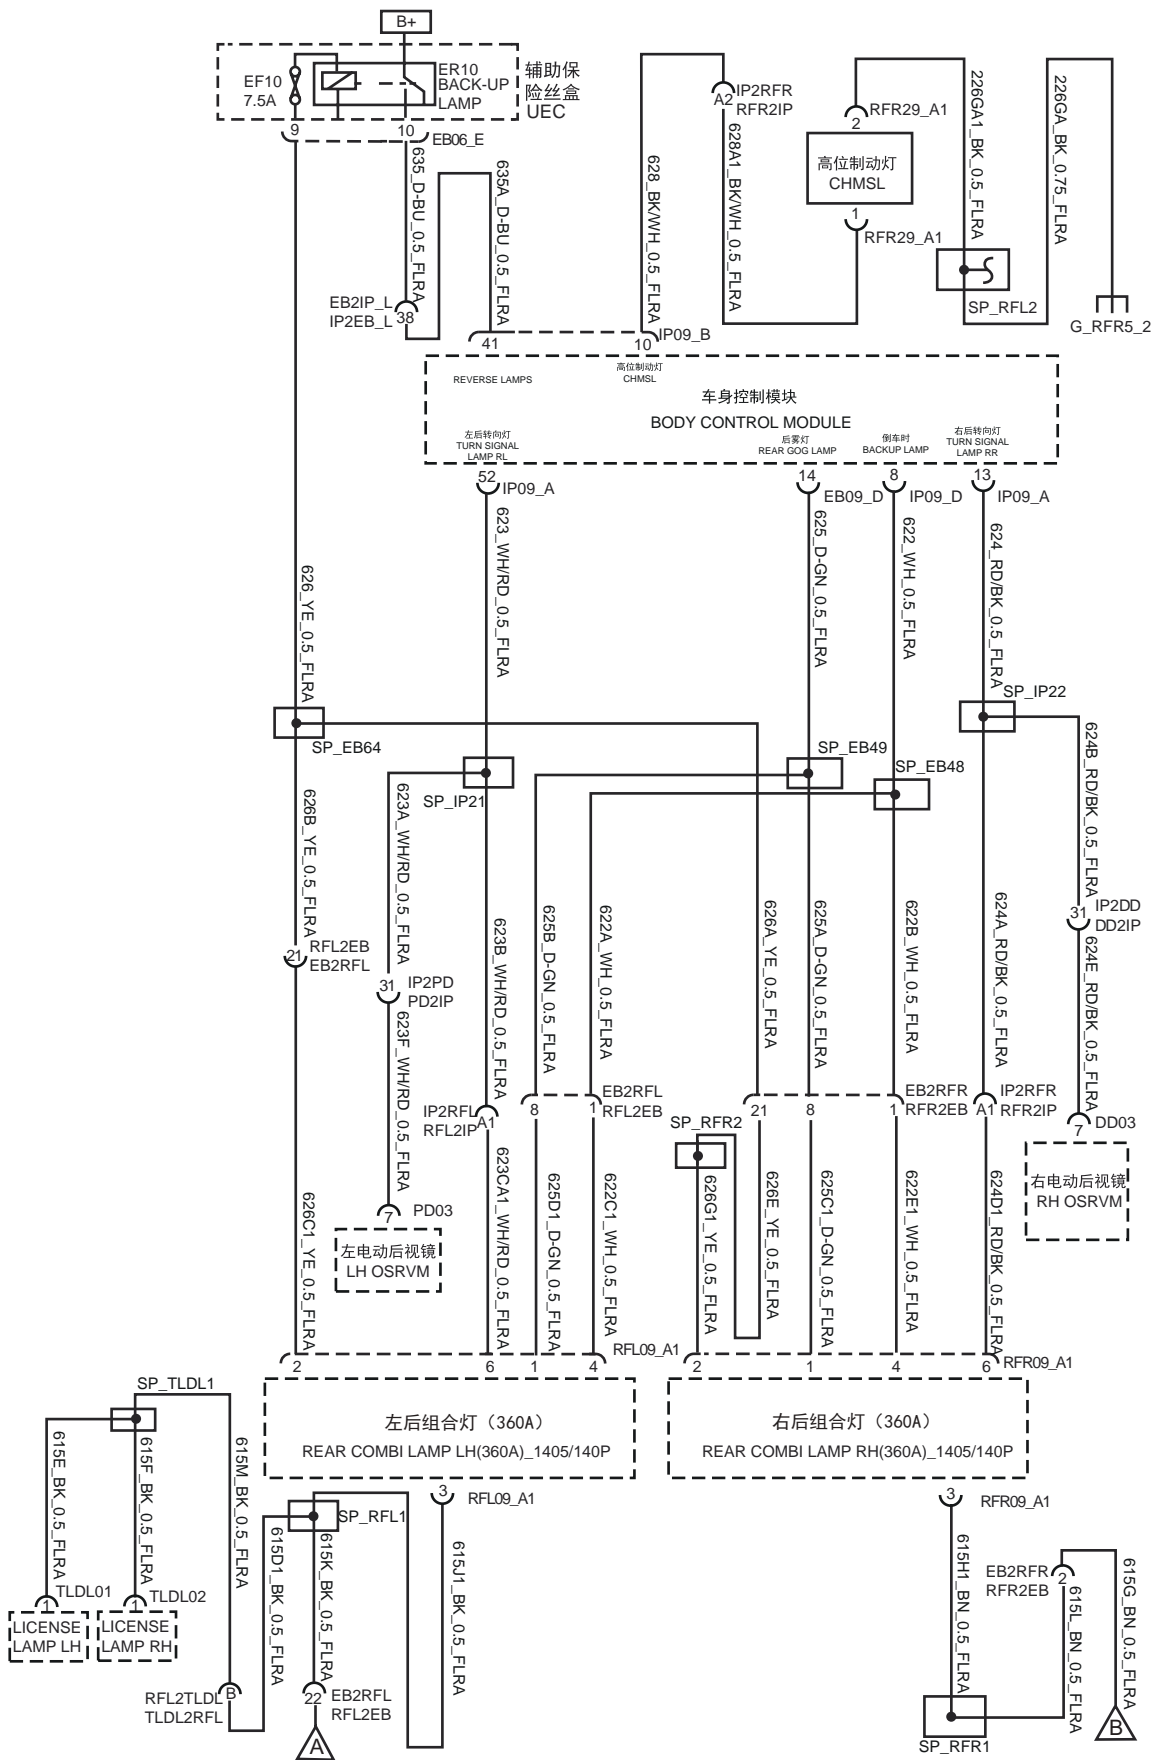 B+
EF10
7.5A
ER10
BACK-UP
LAMP
辅助保
险丝盒
UEC
9
10
EB06_E
635_D-BU_0.5_FLRA
635A_D-BU_0.5_FLRA
EB2IP_L
IP2EB_L
38
628_BK/WH_0.5_FLRA
A2
IP2RFR
RFR2IP
628A1_BK/WH_0.5_FLRA
RFR29_A1
2
高位制动灯
CHMSL
1
RFR29_A1
226GA1_BK_0.5_FLRA
226GA_BK_0.75_FLRA
SP_RFL2
G_RFR5_2
41
10
IP09_B
REVERSE LAMPS
高位制动灯
CHMSL
车身控制模块
BODY CONTROL MODULE
左后转向灯
TURN SIGNAL
LAMP RL
后雾灯
REAR GOG LAMP
倒车时
BACKUP LAMP
右后转向灯
TURN SIGNAL
LAMP RR
52
IP09_A
14
EB09_D
8
IP09_D
13
IP09_A
626_YE_0.5_FLRA
623_WH/RD_0.5_FLRA
625_D-GN_0.5_FLRA
622_WH_0.5_FLRA
624_RD/BK_0.5_FLRA
SP_EB64
SP_IP21
SP_EB49
SP_EB48
SP_IP22
626B_YE_0.5_FLRA
623A_WH/RD_0.5_FLRA
623B_WH/RD_0.5_FLRA
625B_D-GN_0.5_FLRA
622A_WH_0.5_FLRA
626A_YE_0.5_FLRA
625A_D-GN_0.5_FLRA
622B_WH_0.5_FLRA
624A_RD/BK_0.5_FLRA
624B_RD/BK_0.5_FLRA
21
RFL2EB
EB2RFL
31
IP2PD
PD2IP
31
IP2DD
DD2IP
623F_WH/RD_0.5_FLRA
624E_RD/BK_0.5_FLRA
IP2RFL
RFL2IP
A1
8
1
EB2RFL
RFL2EB
21
8
1
EB2RFR
RFR2EB
A1
IP2RFR
RFR2IP
7
DD03
右电动后视镜
RH OSRVM
SP_RFR2
7
PD03
左电动后视镜
LH OSRVM
626C1_YE_0.5_FLRA
623CA1_WH/RD_0.5_FLRA
625D1_D-GN_0.5_FLRA
622C1_WH_0.5_FLRA
626G1_YE_0.5_FLRA
626E_YE_0.5_FLRA
625C1_D-GN_0.5_FLRA
622E1_WH_0.5_FLRA
624D1_RD/BK_0.5_FLRA
2
6
1
4
RFL09_A1
2
1
4
6
RFR09_A1
左后组合灯（360A）
REAR COMBI LAMP LH(360A)_1405/140P
右后组合灯（360A）
REAR COMBI LAMP RH(360A)_1405/140P
3
RFL09_A1
3
RFR09_A1
SP_TLDL1
615E_BK_0.5_FLRA
615F_BK_0.5_FLRA
615M_BK_0.5_FLRA
SP_RFL1
615D1_BK_0.5_FLRA
615K_BK_0.5_FLRA
615J1_BK_0.5_FLRA
1
TLDL01
LICENSE
LAMP LH
1
TLDL02
LICENSE
LAMP RH
RFL2TLDL
TLDL2RFL
B
22
EB2RFL
RFL2EB
A
615H1_BN_0.5_FLRA
EB2RFR
RFR2EB
2
615L_BN_0.5_FLRA
615G_BN_0.5_FLRA
SP_RFR1
B